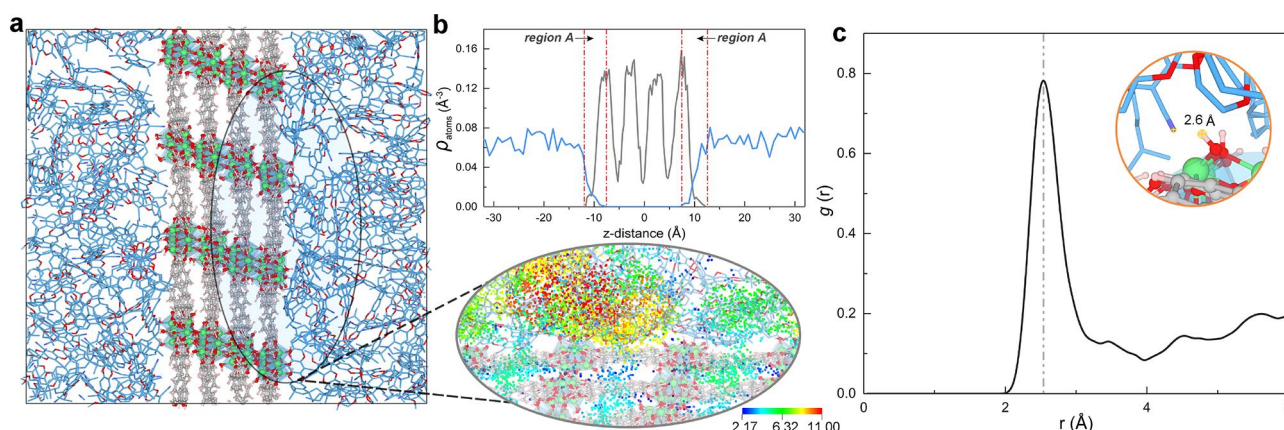 a
b
region A
region A
0.16
0.12
0.08
0.04
0.00
ρatoms (Å-3)
-30
-20
-10
0
10
20
30
z-distance (Å)
2.17
6.32
11.00
c
0.8
0.6
0.4
0.2
0.0
g (r)
2.6 Å
0
2
4
r (Å)